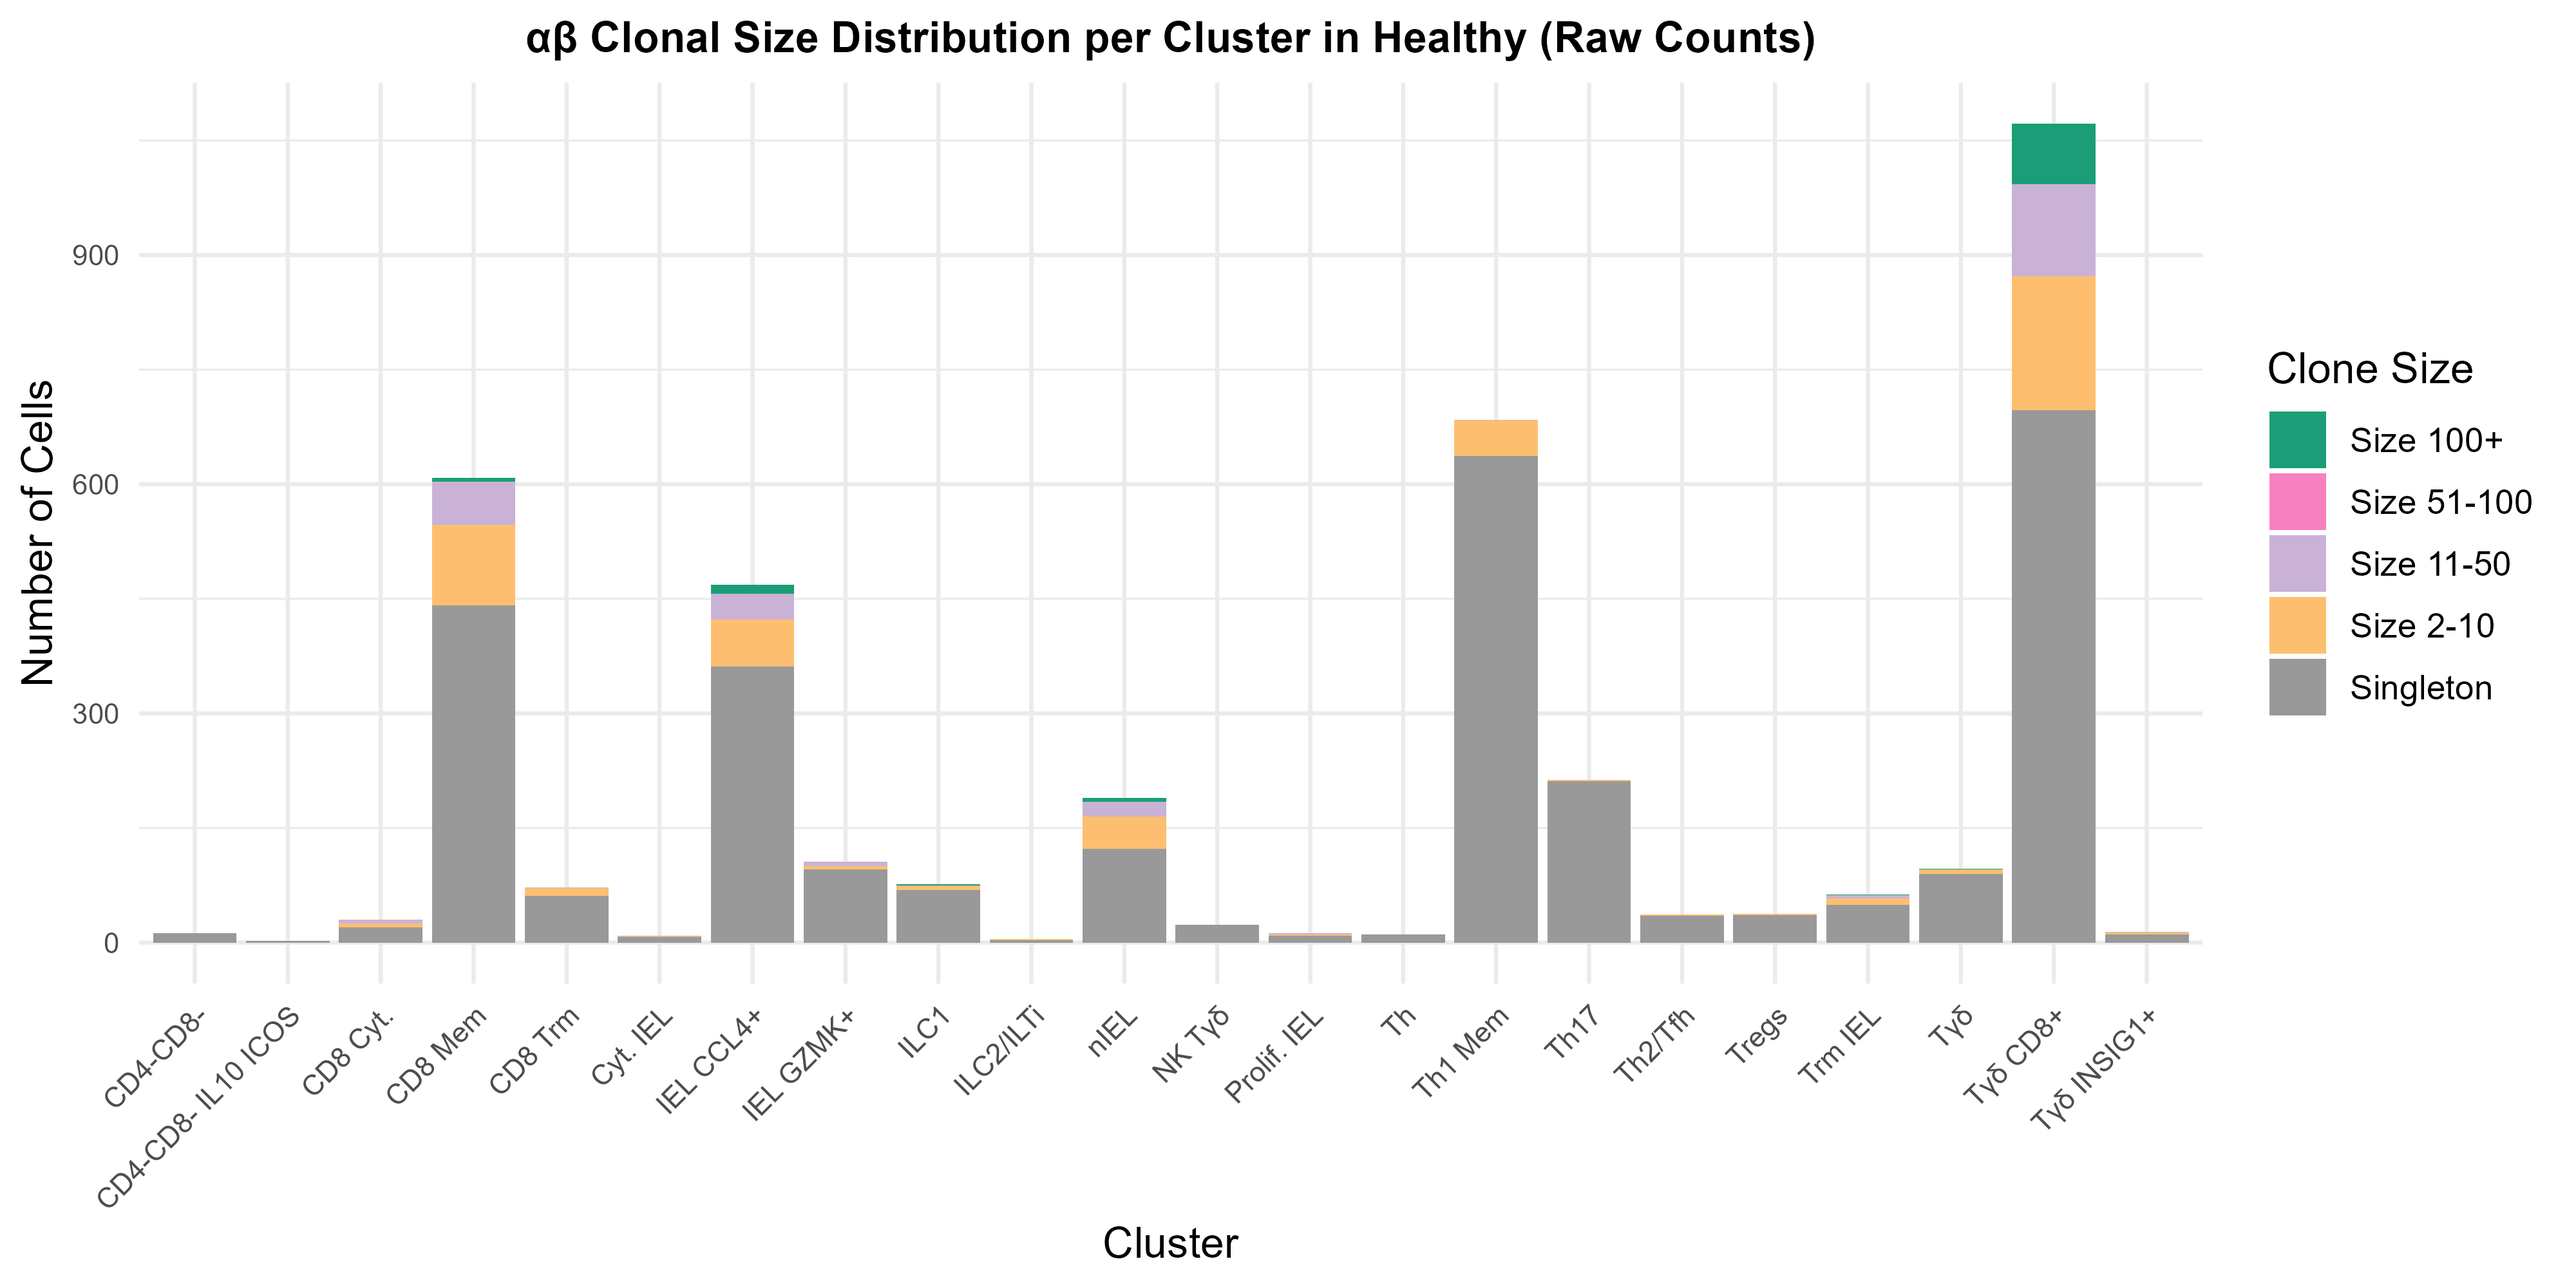 αβ Clonal Size Distribution per Cluster in Healthy (Raw Counts)
Number of Cells
900
600
300
0
CD4-CD8-
CD4-CD8- IL10 ICOS
CD8 Cyt.
CD8 Mem
CD8 Trm
Cyt. IEL
IEL CCL4+
IEL GZMK+
ILC1
ILC2/ILTi
nIEL
NK Tγδ
Prolif. IEL
Th
Th1 Mem
Th17
Th2/Tfh
Tregs
Trm IEL
Tγδ
Tγδ CD8+
Tγδ INSIG1+
Cluster
Clone Size
Size 100+
Size 51-100
Size 11-50
Size 2-10
Singleton